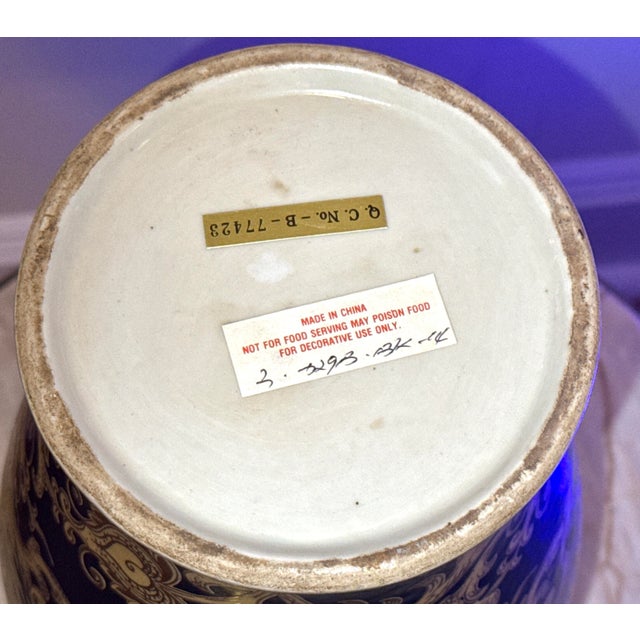 Q. C. No. – B – 77423
MADE IN CHINA
NOT FOR FOOD SERVING MAY POISON FOOD
FOR DECORATIVE USE ONLY.